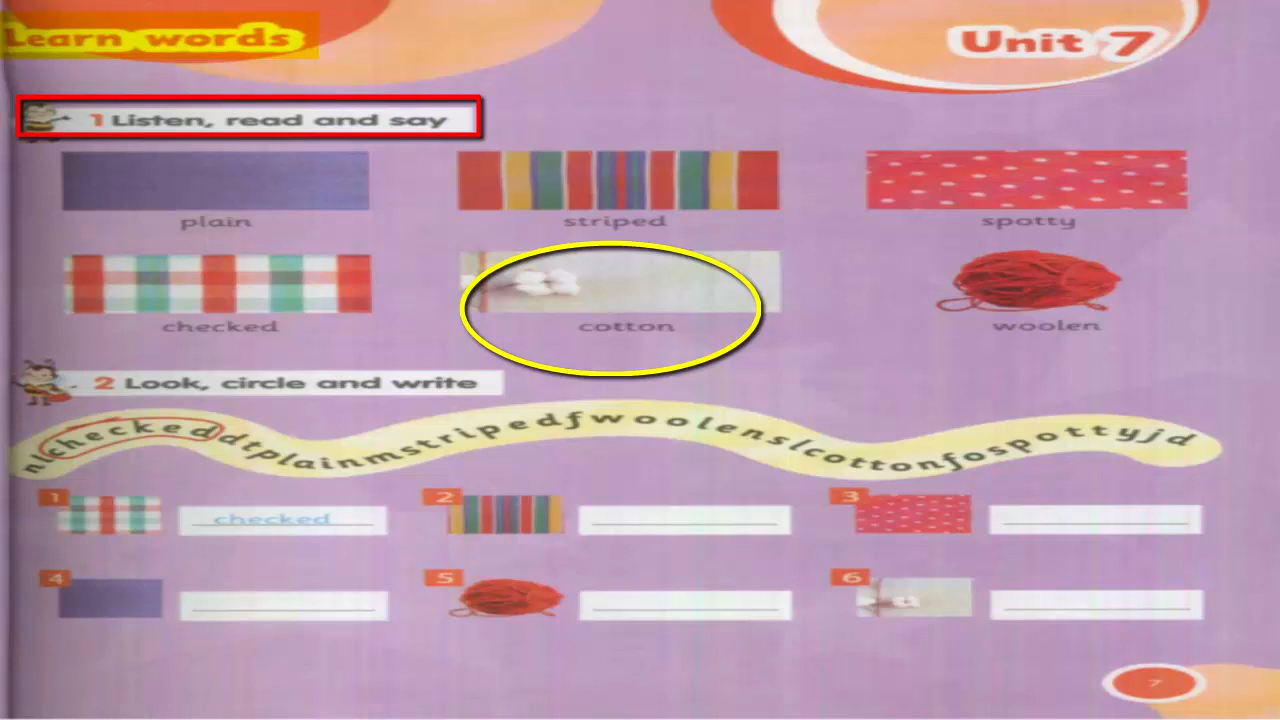 Learn words
Unit 7
1 Listen, read and say
plain
striped
spotty
checked
cotton
woolen
2 Look, circle and write
nlcheckeddtplainmstripedfwoolenslcottonfospottyjd
1
checked
2
3
4
5
6
7